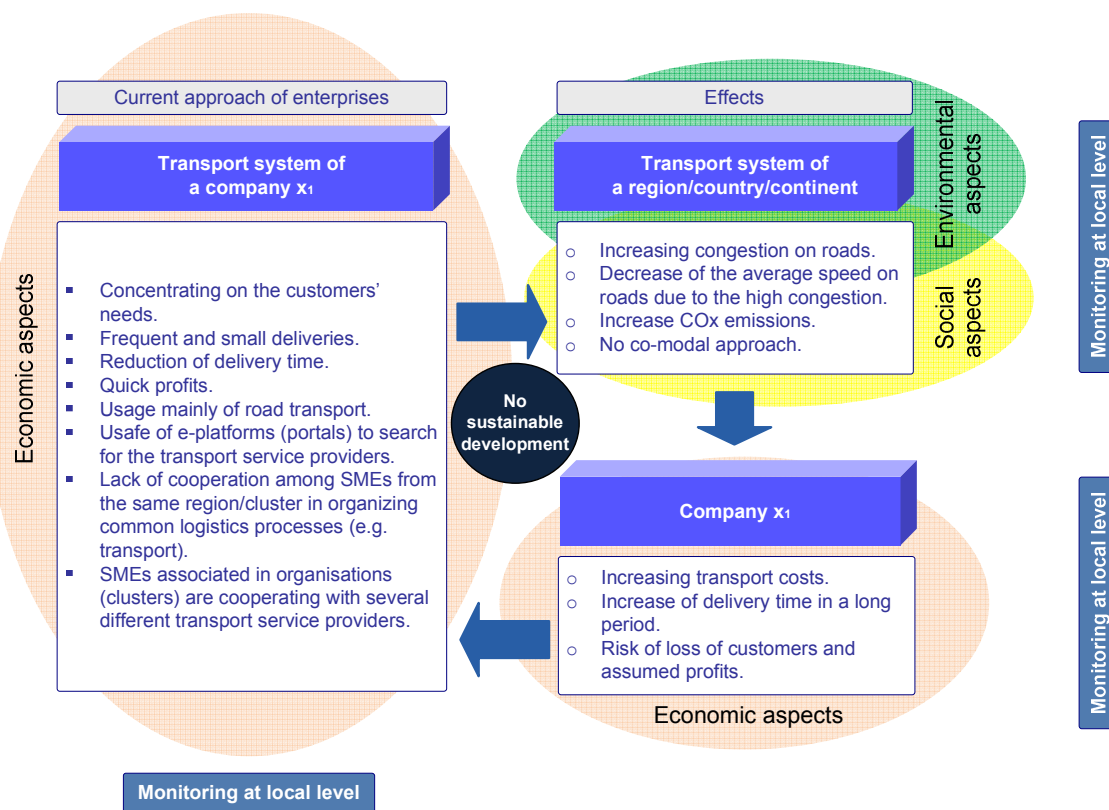 Current approach of enterprises
Transport system of
a company x₁
Economic aspects
▪ Concentrating on the customers’
needs.
▪ Frequent and small deliveries.
▪ Reduction of delivery time.
▪ Quick profits.
▪ Usage mainly of road transport.
▪ Usafe of e-platforms (portals) to search
for the transport service providers.
▪ Lack of cooperation among SMEs from
the same region/cluster in organizing
common logistics processes (e.g.
transport).
▪ SMEs associated in organisations
(clusters) are cooperating with several
different transport service providers.
Monitoring at local level
No
sustainable
development
Effects
Transport system of
a region/country/continent
Environmental
aspects
o Increasing congestion on roads.
o Decrease of the average speed on
roads due to the high congestion.
o Increase COx emissions.
o No co-modal approach.
Social
aspects
Monitoring at local level
Company x₁
o Increasing transport costs.
o Increase of delivery time in a long
period.
o Risk of loss of customers and
assumed profits.
Economic aspects
Monitoring at local level